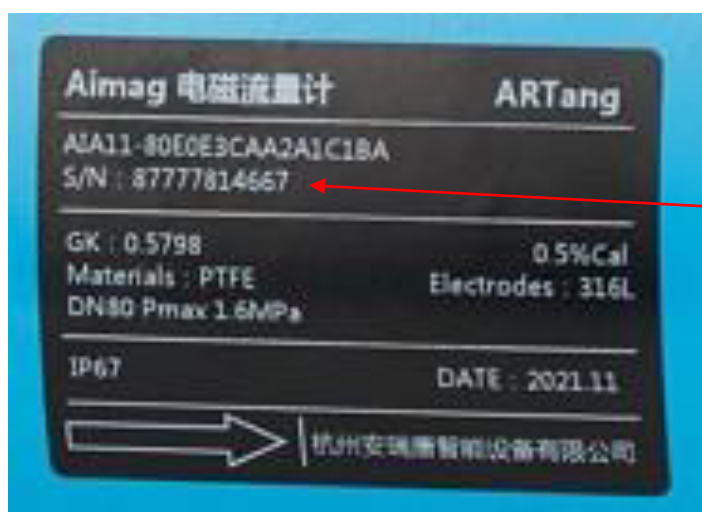 Aimag 电磁流量计 ARTang
AIA11-80E0E3CAA2A1C1BA
S/N : 87777814667
GK : 0.5798 0.5%Cal
Materials : PTFE Electrodes : 316L
DN80 Pmax 1.6MPa
IP67 DATE : 2021.11
杭州安瑞唐智能设备有限公司